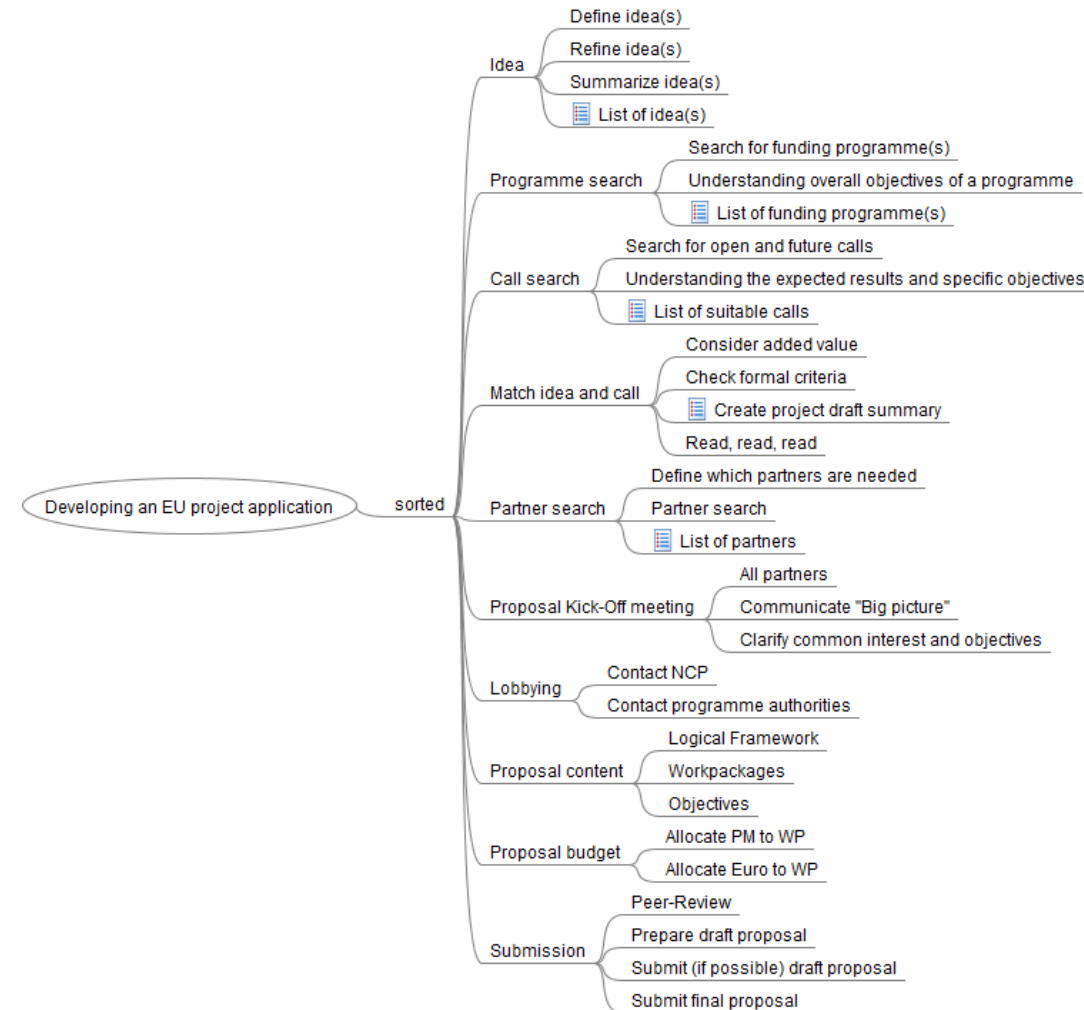 Developing an EU project application
sorted
Idea
Define idea(s)
Refine idea(s)
Summarize idea(s)
List of idea(s)
Programme search
Search for funding programme(s)
Understanding overall objectives of a programme
List of funding programme(s)
Call search
Search for open and future calls
Understanding the expected results and specific objectives
List of suitable calls
Match idea and call
Consider added value
Check formal criteria
Create project draft summary
Read, read, read
Partner search
Define which partners are needed
Partner search
List of partners
Proposal Kick-Off meeting
All partners
Communicate "Big picture"
Clarify common interest and objectives
Lobbying
Contact NCP
Contact programme authorities
Proposal content
Logical Framework
Workpackages
Objectives
Proposal budget
Allocate PM to WP
Allocate Euro to WP
Submission
Peer-Review
Prepare draft proposal
Submit (if possible) draft proposal
Submit final proposal